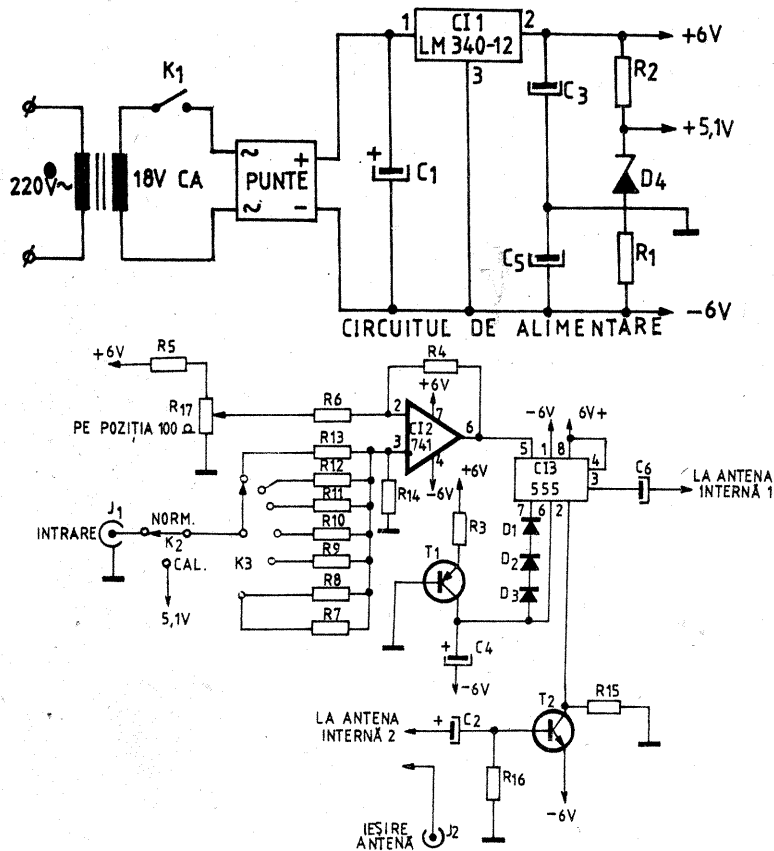 1
CI 1
2
+6V
LM 340-12
K1
3
R2
C3
+5,1V
+
220V~
18V CA
~
+
PUNTE
C1
D4
~
-
C5
R1
-6V
CIRCUITUL DE ALIMENTARE
+6V
R5
R4
+6V
R17
R6
2
7
6
-6V
6V+
PE POZIȚIA 100 Ω
CI2
741
R13
3
4
5
1
8
4
R12
+6V
CI3
555
3
C6
LA ANTENA
INTERNĂ 1
R11
R14
-6V
7
6
2
J1
NORM.
R10
R3
D1
INTRARE
K2
K3
R9
T1
D2
CAL.
R8
D3
5,1V
R7
+
C4
-6V
T2
R15
LA ANTENA
INTERNĂ 2
+
C2
R16
-6V
IEȘIRE
ANTENĂ
J2